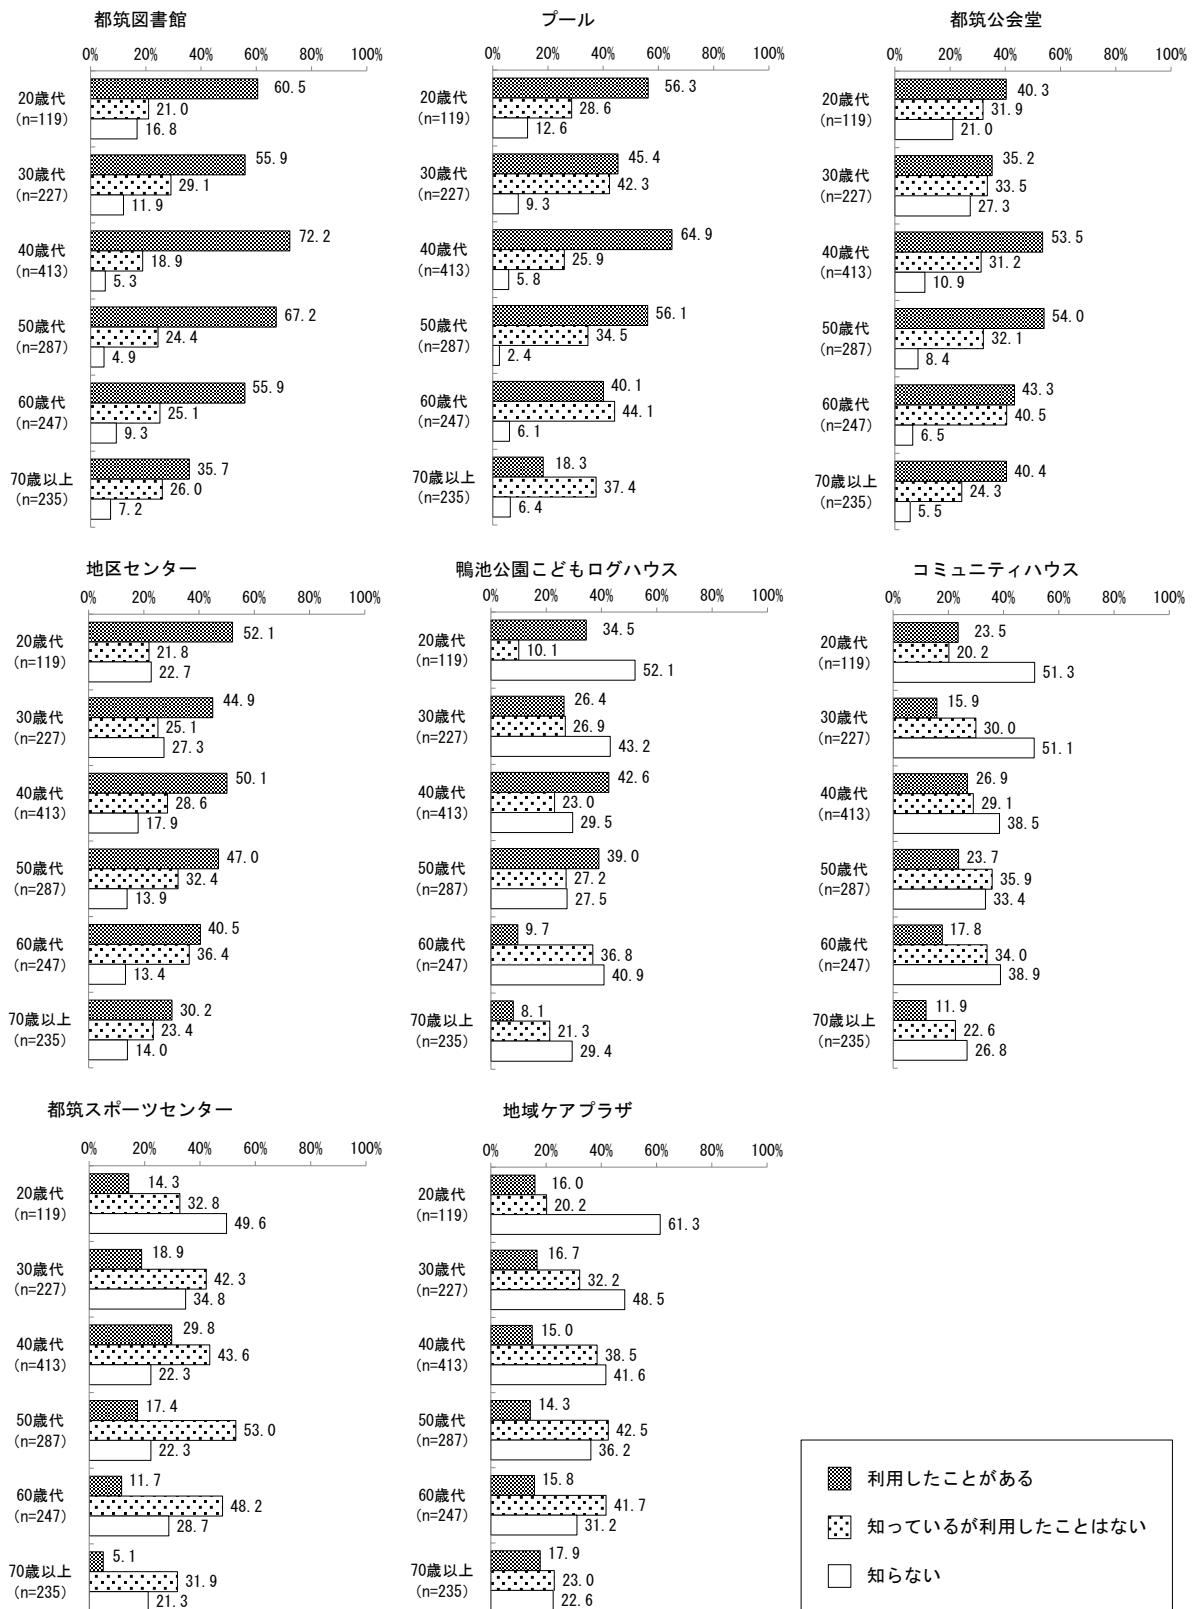 都筑図書館
0% 20% 40% 60% 80% 100%
20歳代
(n=119)
60.5
21.0
16.8
30歳代
(n=227)
55.9
29.1
11.9
40歳代
(n=413)
72.2
18.9
5.3
50歳代
(n=287)
67.2
24.4
4.9
60歳代
(n=247)
55.9
25.1
9.3
70歳以上
(n=235)
35.7
26.0
7.2
プール
0% 20% 40% 60% 80% 100%
20歳代
(n=119)
56.3
28.6
12.6
30歳代
(n=227)
45.4
42.3
9.3
40歳代
(n=413)
64.9
25.9
5.8
50歳代
(n=287)
56.1
34.5
2.4
60歳代
(n=247)
40.1
44.1
6.1
70歳以上
(n=235)
18.3
37.4
6.4
都筑公会堂
0% 20% 40% 60% 80% 100%
20歳代
(n=119)
40.3
31.9
21.0
30歳代
(n=227)
35.2
33.5
27.3
40歳代
(n=413)
53.5
31.2
10.9
50歳代
(n=287)
54.0
32.1
8.4
60歳代
(n=247)
43.3
40.5
6.5
70歳以上
(n=235)
40.4
24.3
5.5
地区センター
0% 20% 40% 60% 80% 100%
20歳代
(n=119)
52.1
21.8
22.7
30歳代
(n=227)
44.9
25.1
27.3
40歳代
(n=413)
50.1
28.6
17.9
50歳代
(n=287)
47.0
32.4
13.9
60歳代
(n=247)
40.5
36.4
13.4
70歳以上
(n=235)
30.2
23.4
14.0
鴨池公園こどもログハウス
0% 20% 40% 60% 80% 100%
20歳代
(n=119)
34.5
10.1
52.1
30歳代
(n=227)
26.4
26.9
43.2
40歳代
(n=413)
42.6
23.0
29.5
50歳代
(n=287)
39.0
27.2
27.5
60歳代
(n=247)
9.7
36.8
40.9
70歳以上
(n=235)
8.1
21.3
29.4
コミュニティハウス
0% 20% 40% 60% 80% 100%
20歳代
(n=119)
23.5
20.2
51.3
30歳代
(n=227)
15.9
30.0
51.1
40歳代
(n=413)
26.9
29.1
38.5
50歳代
(n=287)
23.7
35.9
33.4
60歳代
(n=247)
17.8
34.0
38.9
70歳以上
(n=235)
11.9
22.6
26.8
都筑スポーツセンター
0% 20% 40% 60% 80% 100%
20歳代
(n=119)
14.3
32.8
49.6
30歳代
(n=227)
18.9
42.3
34.8
40歳代
(n=413)
29.8
43.6
22.3
50歳代
(n=287)
17.4
53.0
22.3
60歳代
(n=247)
11.7
48.2
28.7
70歳以上
(n=235)
5.1
31.9
21.3
地域ケアプラザ
0% 20% 40% 60% 80% 100%
20歳代
(n=119)
16.0
20.2
61.3
30歳代
(n=227)
16.7
32.2
48.5
40歳代
(n=413)
15.0
38.5
41.6
50歳代
(n=287)
14.3
42.5
36.2
60歳代
(n=247)
15.8
41.7
31.2
70歳以上
(n=235)
17.9
23.0
22.6
利用したことがある
知っているが利用したことはない
知らない